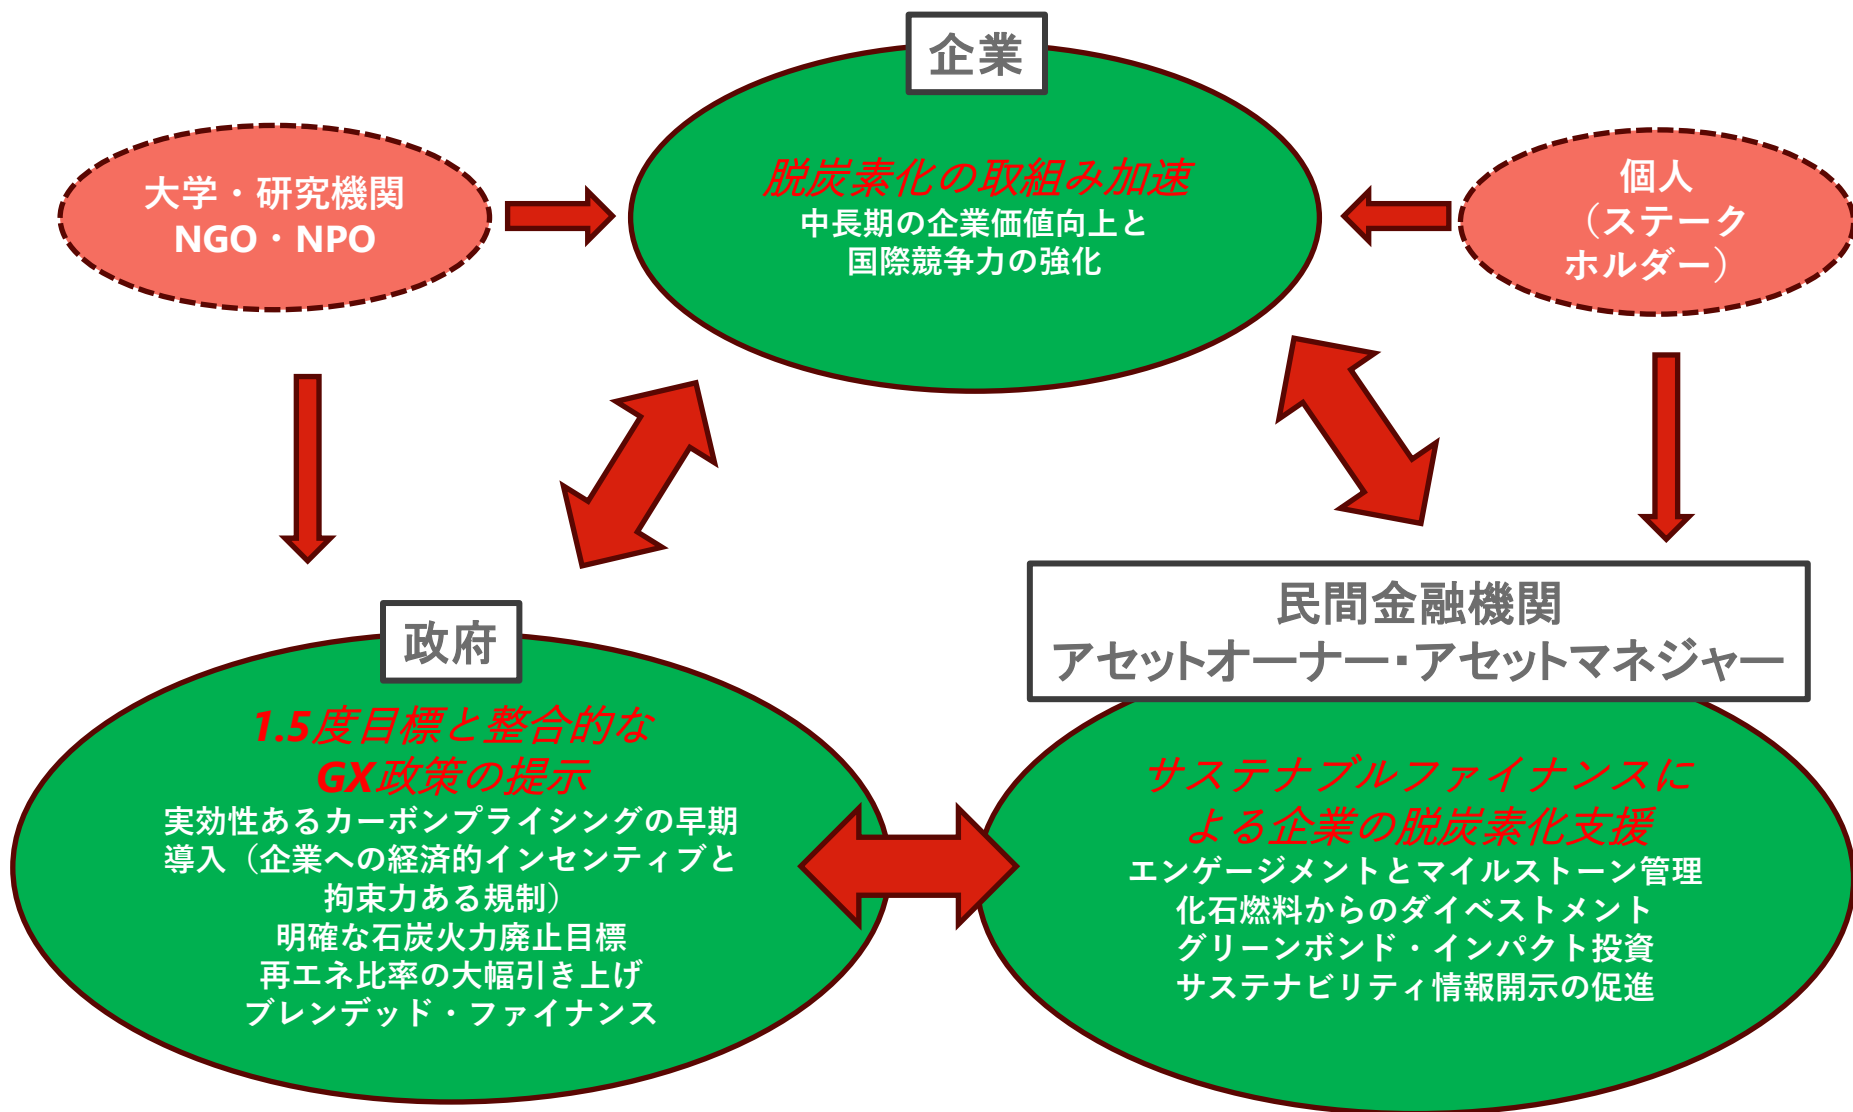 企業
脱炭素化の取組み加速
中長期の企業価値向上と
国際競争力の強化
大学・研究機関
NGO・NPO
個人
（ステーク
ホルダー）
政府
1.5度目標と整合的な
GX政策の提示
実効性あるカーボンプライシングの早期
導入（企業への経済的インセンティブと
拘束力ある規制）
明確な石炭火力廃止目標
再エネ比率の大幅引き上げ
ブレンデッド・ファイナンス
民間金融機関
アセットオーナー・アセットマネジャー
サステナブルファイナンスに
よる企業の脱炭素化支援
エンゲージメントとマイルストーン管理
化石燃料からのダイベストメント
グリーンボンド・インパクト投資
サステナビリティ情報開示の促進